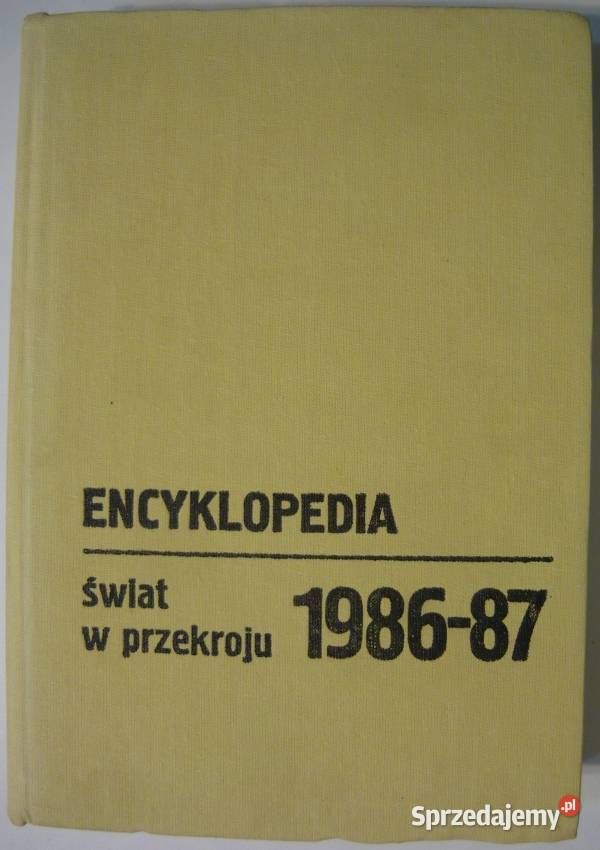 ENCYKLOPEDIA
świat
w przekroju 1986-87
Sprzedajemy.pl